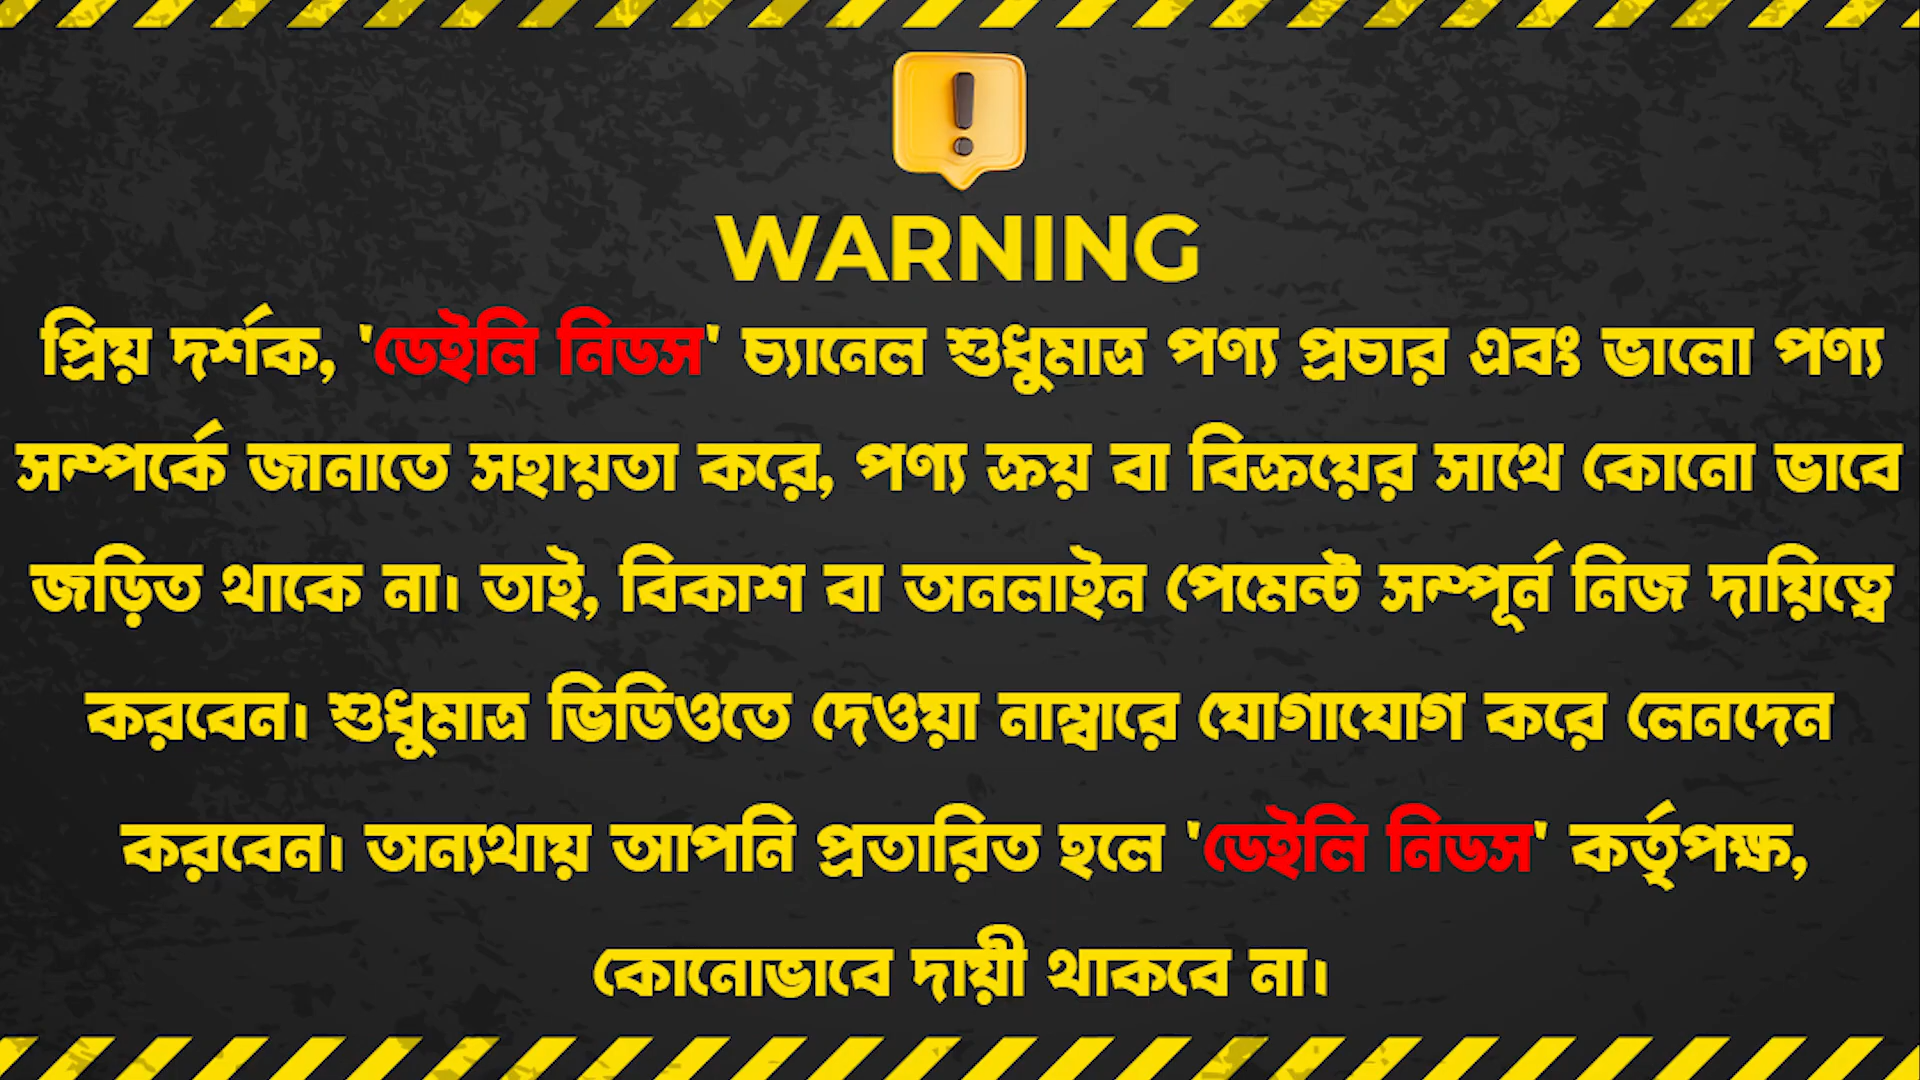 WARNING
প্রিয় দর্শক, 'ডেইলি নিডস' চ্যানেল শুধুমাত্র পণ্য প্রচার এবং ভালো পণ্য
সম্পর্কে জানাতে সহায়তা করে, পণ্য ক্রয় বা বিক্রয়ের সাথে কোনো ভাবে
জড়িত থাকে না। তাই, বিকাশ বা অনলাইন পেমেন্ট সম্পূর্ন নিজ দায়িত্বে
করবেন। শুধুমাত্র ভিডিওতে দেওয়া নাম্বারে যোগাযোগ করে লেনদেন
করবেন। অন্যথায় আপনি প্রতারিত হলে 'ডেইলি নিডস' কর্তৃপক্ষ,
কোনোভাবে দায়ী থাকবে না।